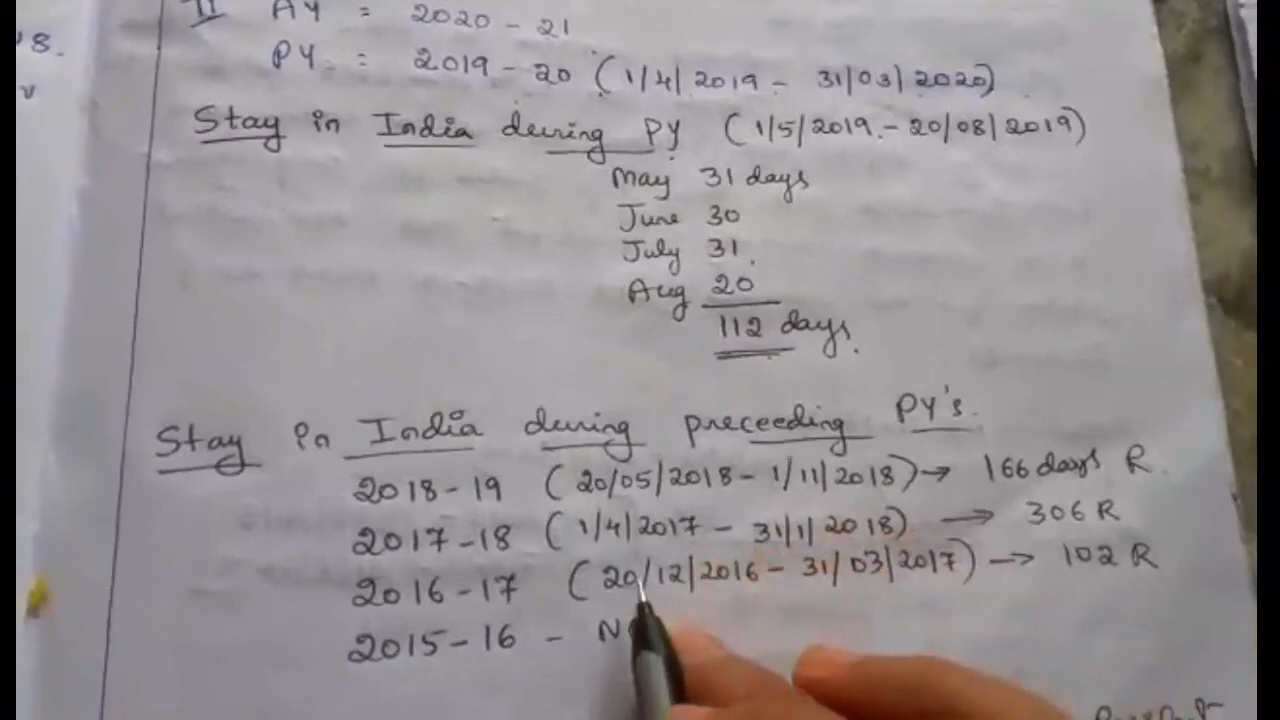 II AY = 2020-21
8.
PY : 2019-20 (1/4/2019 - 31/03/2020)
Stay in India during PY (1/5/2019 - 20/08/2019)
May 31 days
June 30
July 31
Aug 20
112 days.
Stay in India during preceeding PY's.
2018-19 (20/05/2018 - 1/11/2018) → 166 days R
2017-18 (1/4/2017 - 31/1/2018) → 306 R
2016-17 (20/12/2016 - 31/03/2017) → 102 R
2015-16 -